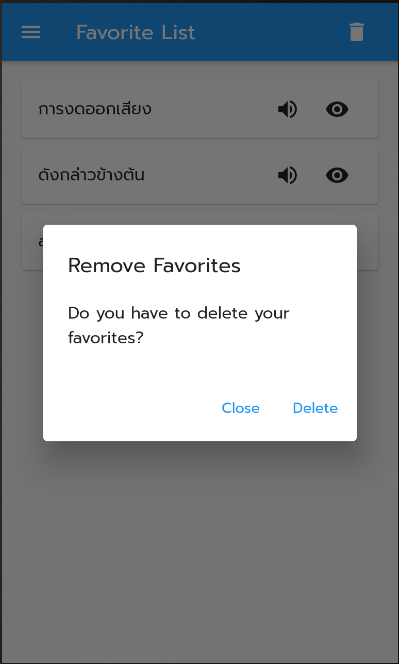 Favorite List
การงดออกเสียง
ดังกล่าวข้างต้น
Remove Favorites
Do you have to delete your
favorites?
Close Delete